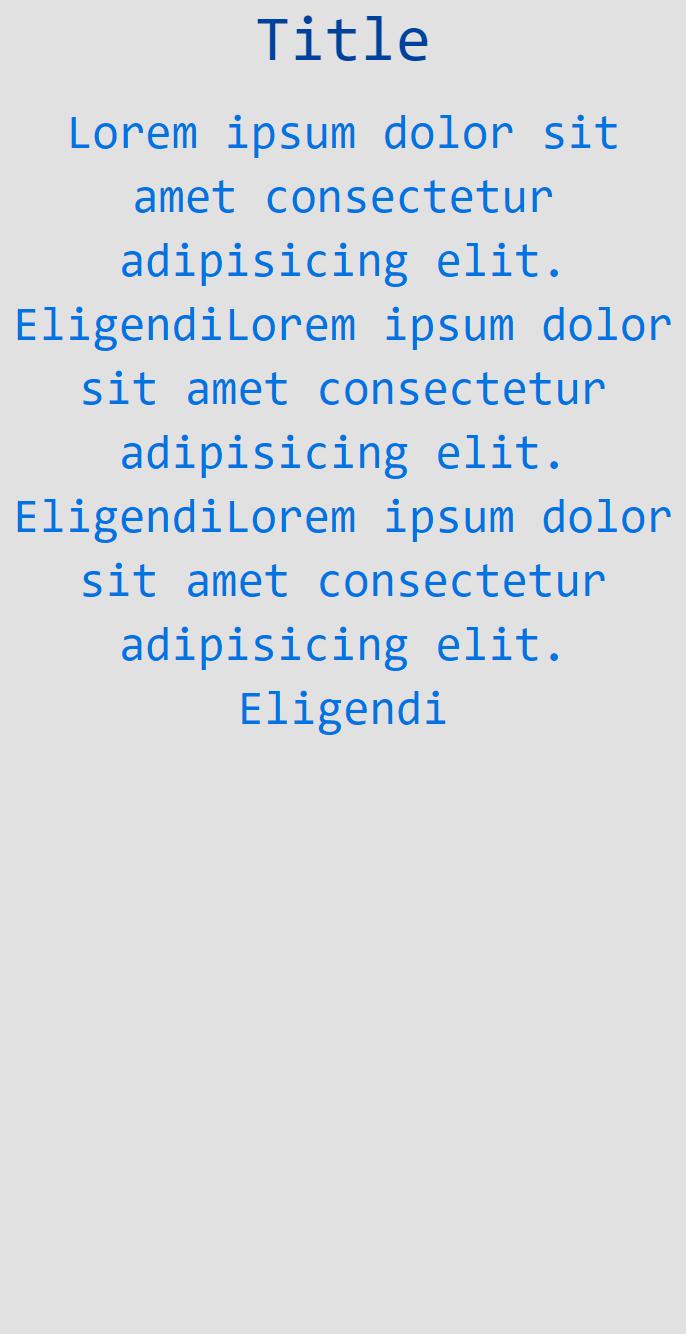 Title
Lorem ipsum dolor sit
amet consectetur
adipisicing elit.
EligendiLorem ipsum dolor
sit amet consectetur
adipisicing elit.
EligendiLorem ipsum dolor
sit amet consectetur
adipisicing elit.
Eligendi